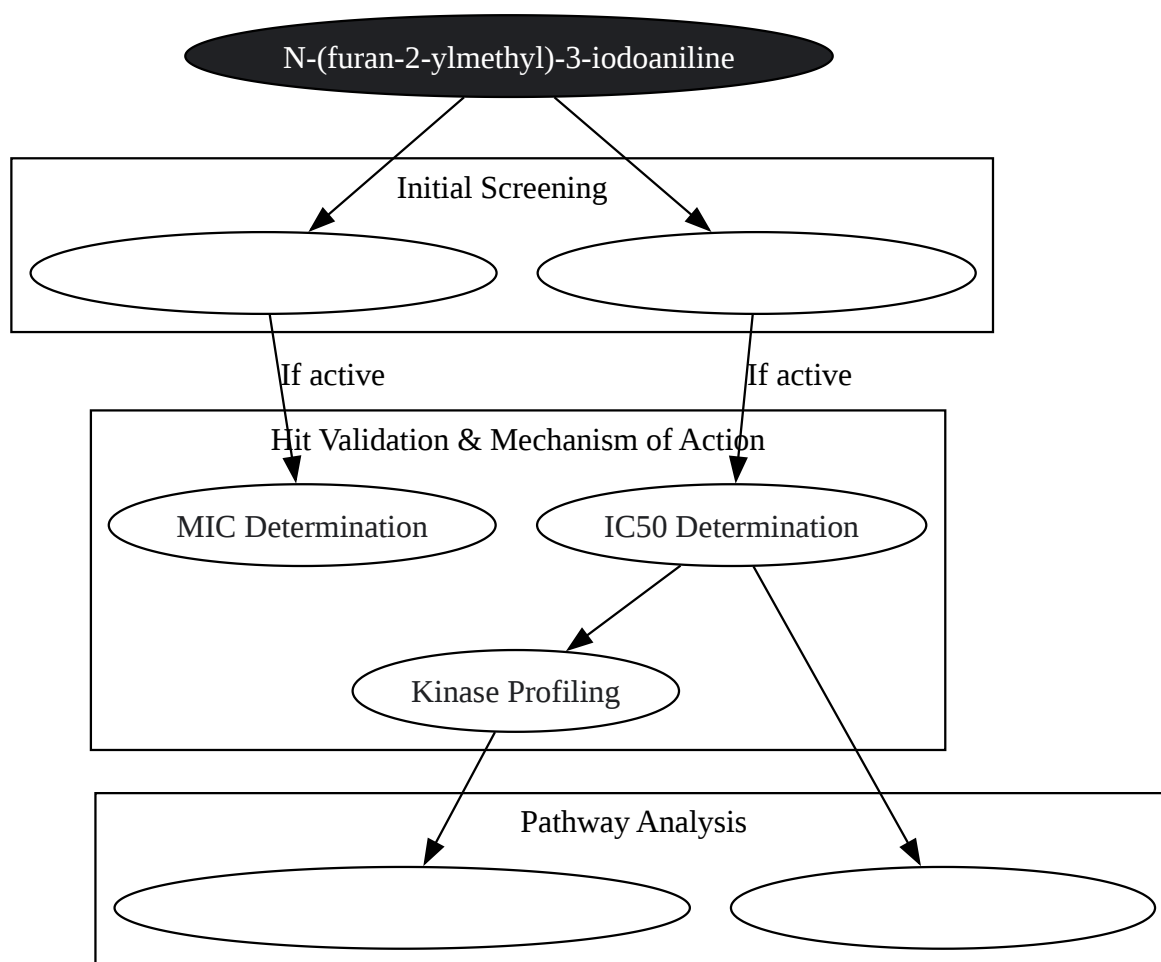 N-(furan-2-ylmethyl)-3-iodoaniline
Initial Screening
If active
If active
Hit Validation & Mechanism of Action
MIC Determination
IC50 Determination
Kinase Profiling
Pathway Analysis